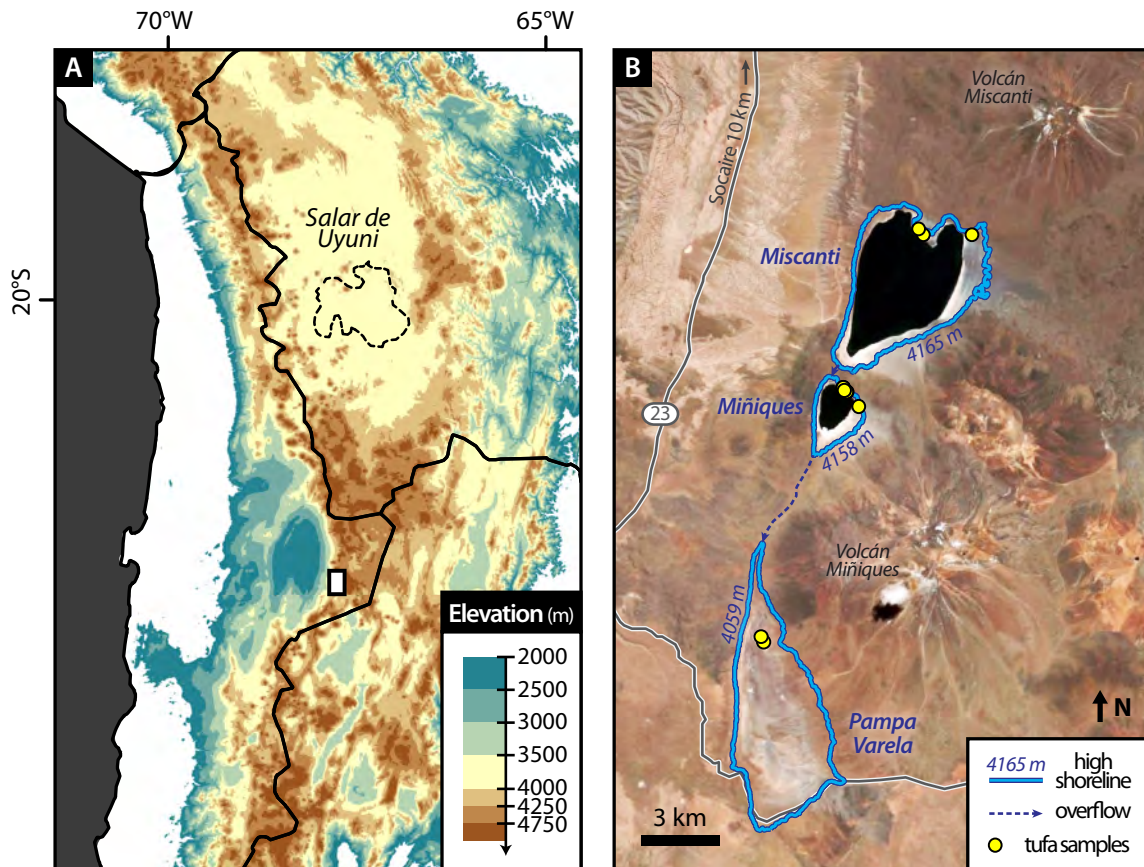 70°W
65°W
20°S
A
Salar de
Uyuni
Elevation (m)
2000
2500
3000
3500
4000
4250
4750
B
Socaire 10 km
Volcán
Miscanti
Miscanti
4165 m
Miñiques
23
4158 m
Volcán
Miñiques
4059 m
Pampa
Varela
N
3 km
4165 m high
shoreline
overflow
tufa samples